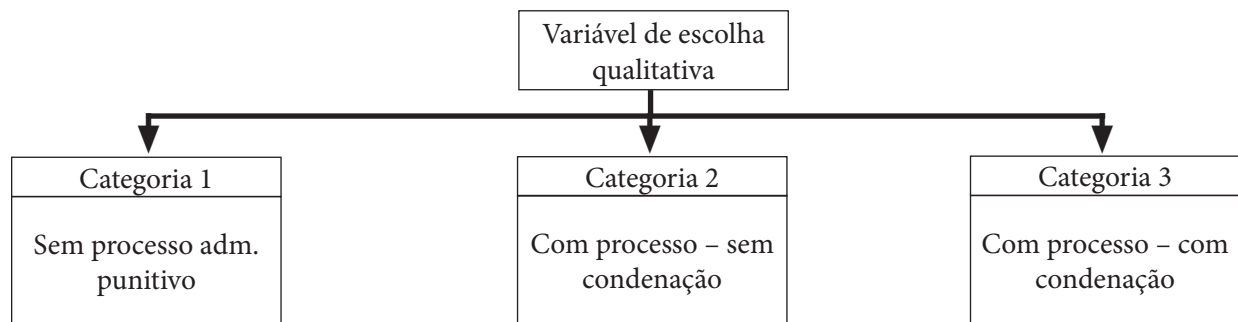 Variável de escolha
qualitativa
Categoria 1
Sem processo adm.
punitivo
Categoria 2
Com processo – sem
condenação
Categoria 3
Com processo – com
condenação